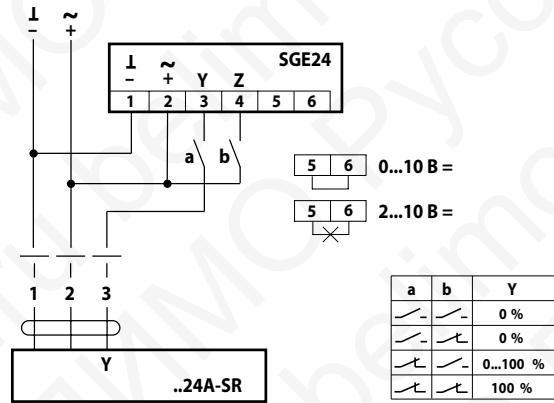 ⊥ ~
– +
SGE24
⊥ ~
– + Y Z
1 2 3 4 5 6
a b
5 6 0...10 В =
5 6 2...10 В =
1 2 3
Y
..24A-SR
a b Y
0 %
0 %
0...100 %
100 %